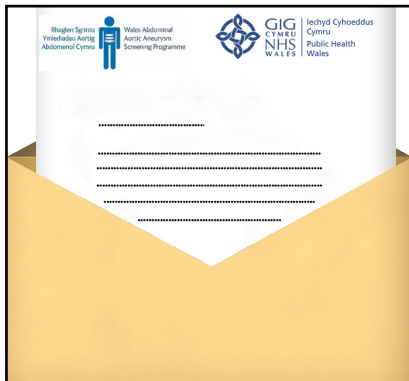 Rhaglen Sgrinio
Ymlediadau Aortig
Abdomenol Cymru
Wales Abdominal
Aortic Aneurysm
Screening Programme
GIG
CYMRU
NHS
WALES
Iechyd Cyhoeddus
Cymru
Public Health
Wales